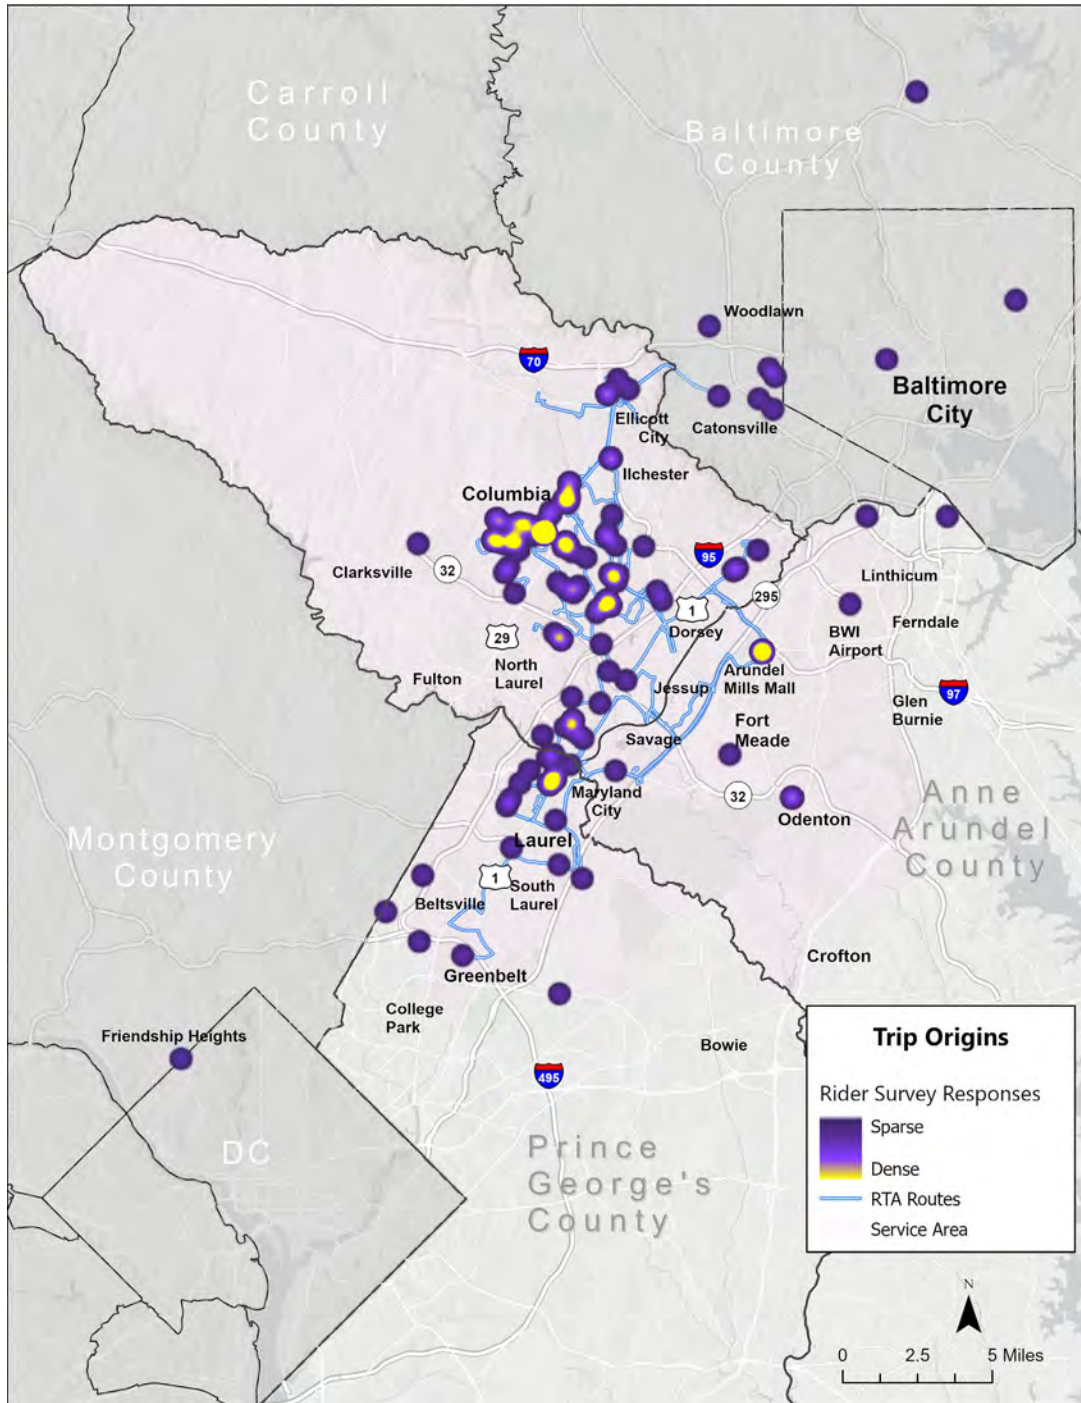 Carroll
County
Baltimore
County
Woodlawn
70
Baltimore
City
Ellicott
City
Catonsville
Ilchester
Columbia
95
Linthicum
Clarksville
32
295
1
Dorsey
BWI
Airport
Ferndale
29
North
Laurel
Fulton
Jessup
Arundel
Mills Mall
97
Glen
Burnie
Fort
Meade
Savage
Maryland
City
32
Odenton
Anne
Arundel
County
Montgomery
County
Laurel
1
South
Laurel
Beltsville
Greenbelt
Crofton
College
Park
Friendship Heights
Bowie
495
DC
Prince
George's
County
Trip Origins
Rider Survey Responses
Sparse
Dense
RTA Routes
Service Area
N
0 2.5 5 Miles